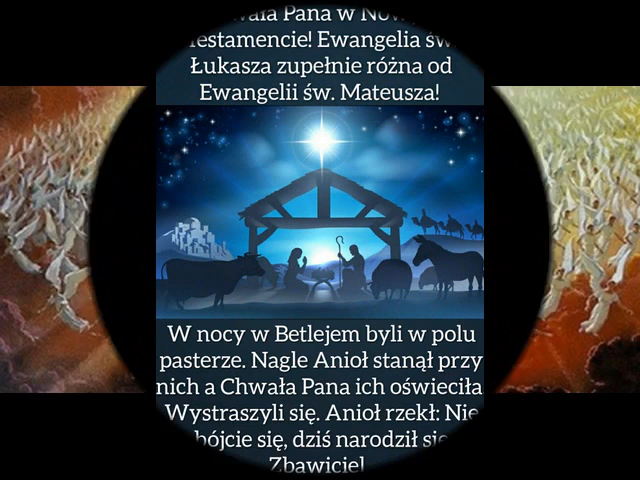 Pana w
Ewangelia św.
Łukasza zupełnie różna od
Ewangelii św. Mateusza!
W nocy w Betlejem byli w polu
pasterze. Nagle Anioł stanął przy
nich a Chwała Pana ich oświeciła
Wystraszyli się. Anioł rzekł: Nie
bójcie się, dziś narodził się
Zbawiciel